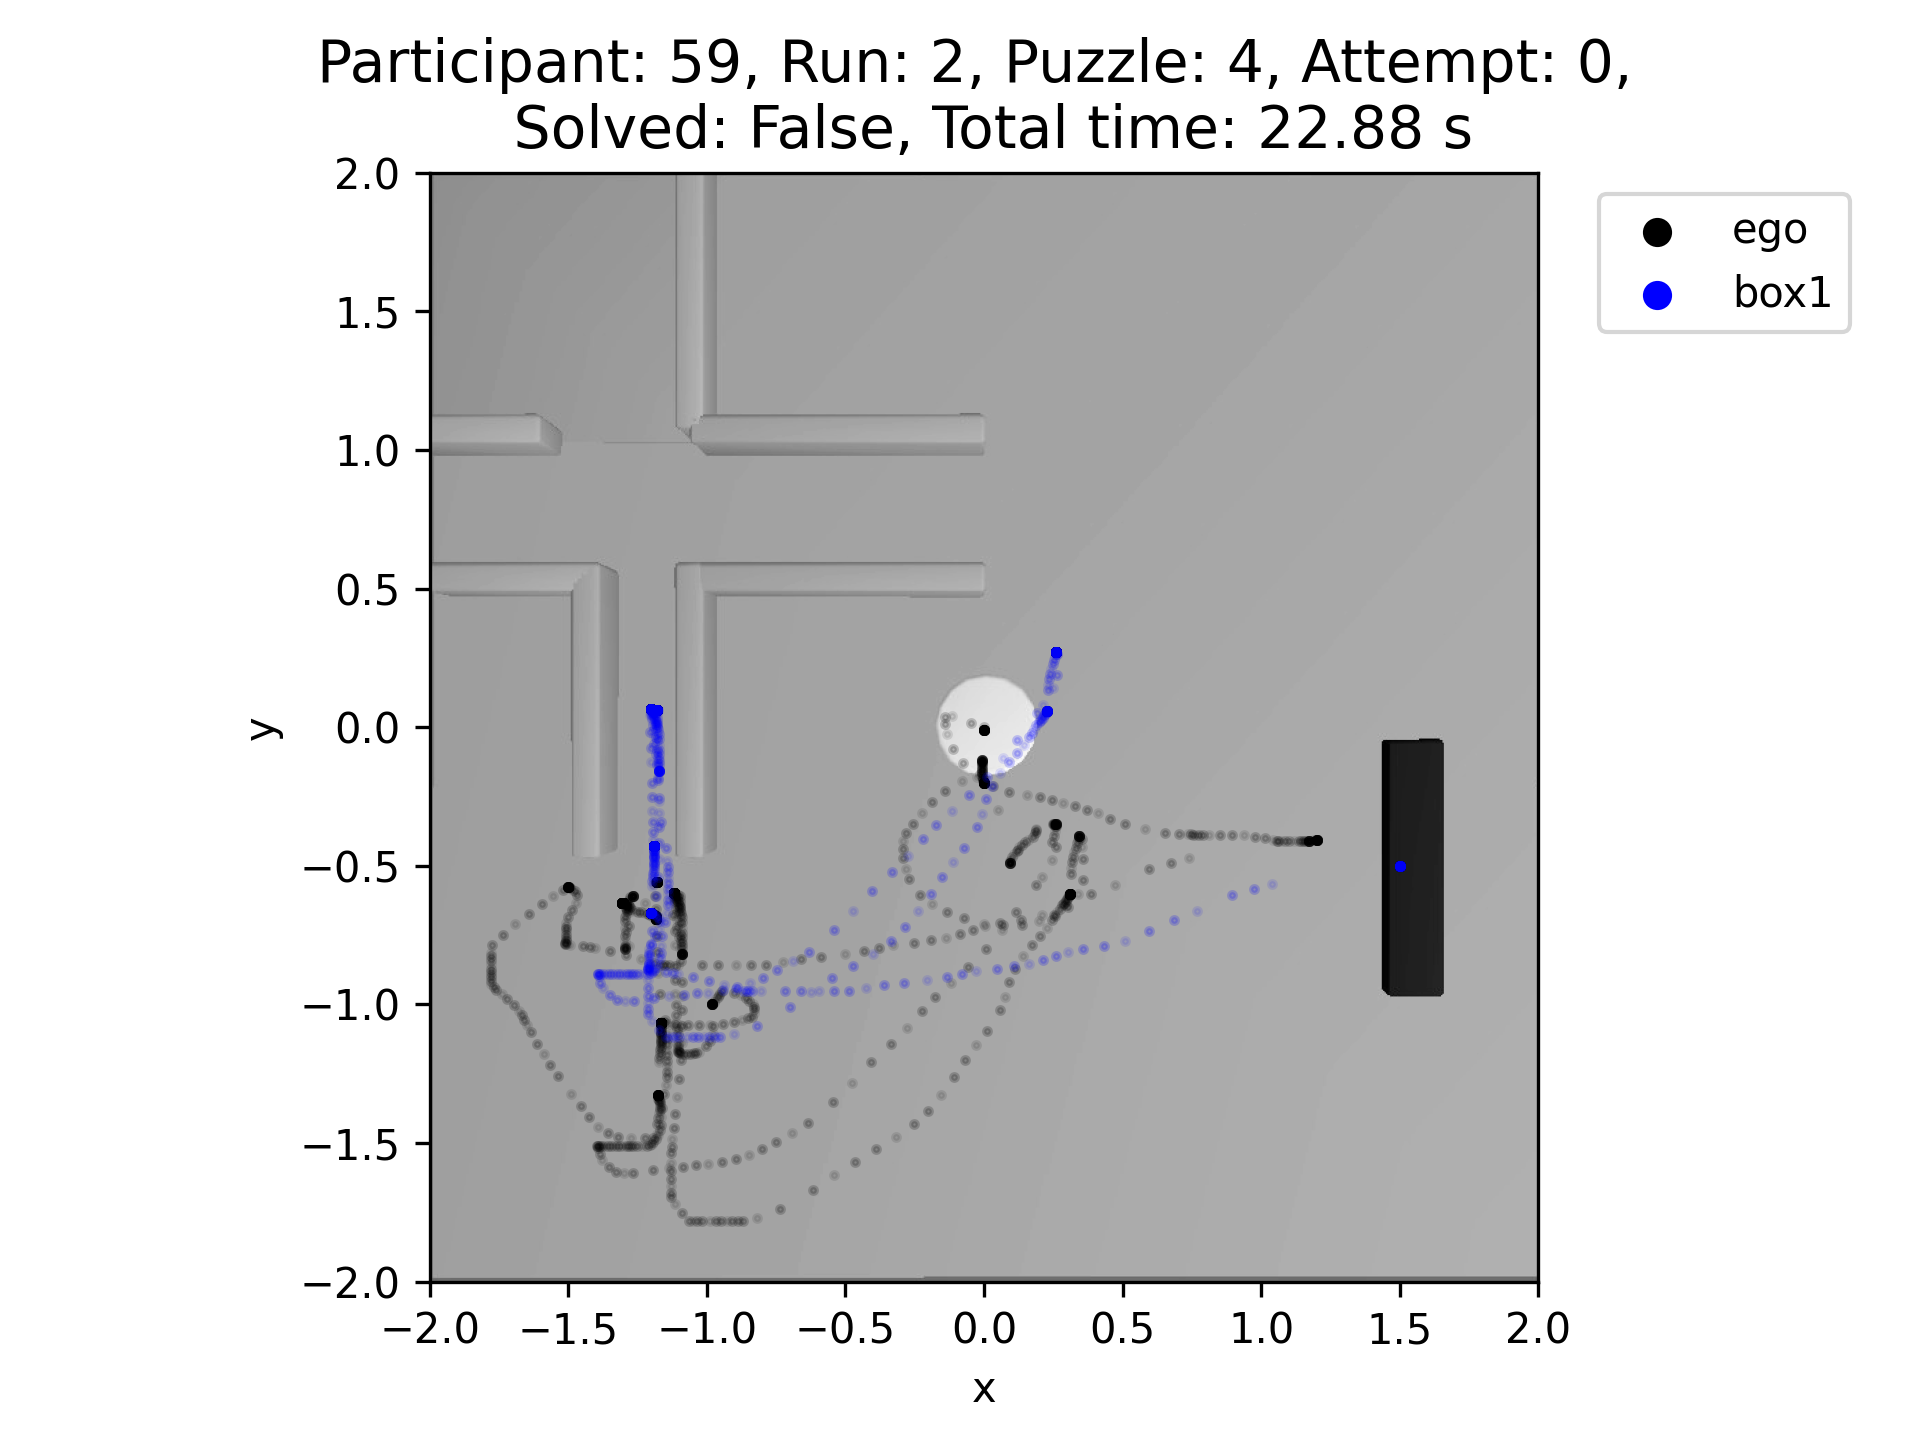 Participant: 59, Run: 2, Puzzle: 4, Attempt: 0,
Solved: False, Total time: 22.88 s
ego
box1
2.0
1.5
1.0
0.5
0.0
−0.5
−1.0
−1.5
−2.0
y
−2.0 −1.5 −1.0 −0.5 0.0 0.5 1.0 1.5 2.0
x